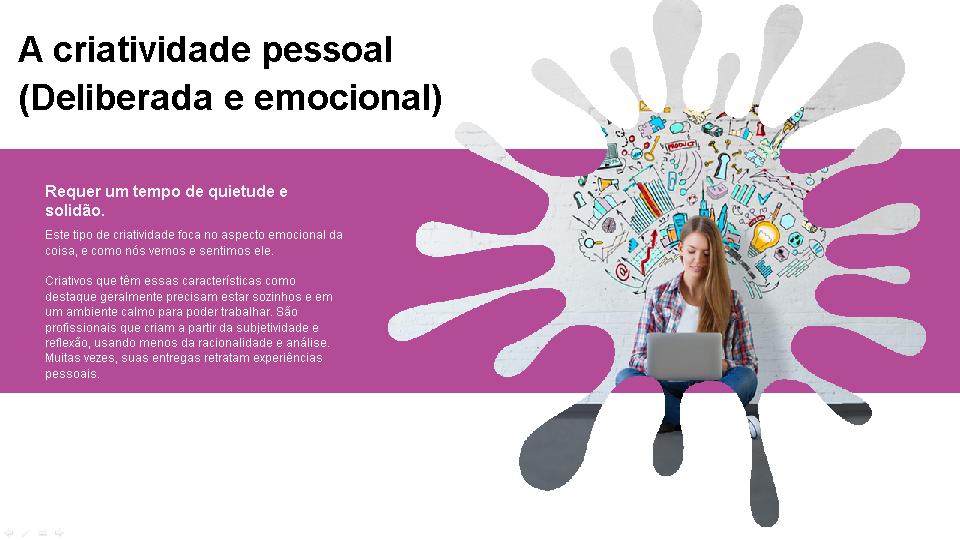 A criatividade pessoal
(Deliberada e emocional)
Requer um tempo de quietude e
solidão.
Este tipo de criatividade foca no aspecto emocional da
coisa, e como nós vemos e sentimos ele.
Criativos que têm essas características como
destaque geralmente precisam estar sozinhos e em
um ambiente calmo para poder trabalhar. São
profissionais que criam a partir da subjetividade e
reflexão, usando menos da racionalidade e análise.
Muitas vezes, suas entregas retratam experiências
pessoais.
PRODUCT
@